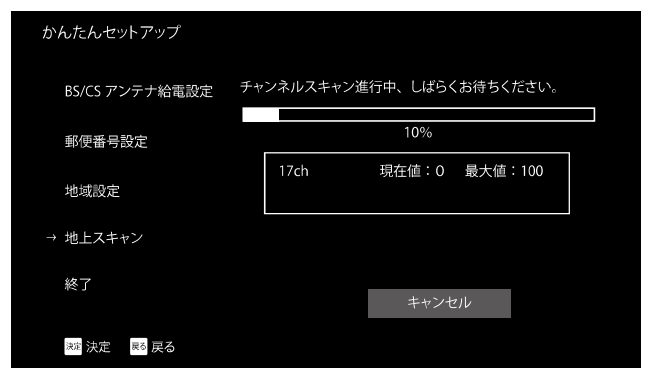 かんたんセットアップ
BS/CS アンテナ給電設定
チャンネルスキャン進行中、しばらくお待ちください。
10%
郵便番号設定
17ch 現在値：0 最大値：100
地域設定
→ 地上スキャン
終了
キャンセル
決定 決定 戻る 戻る